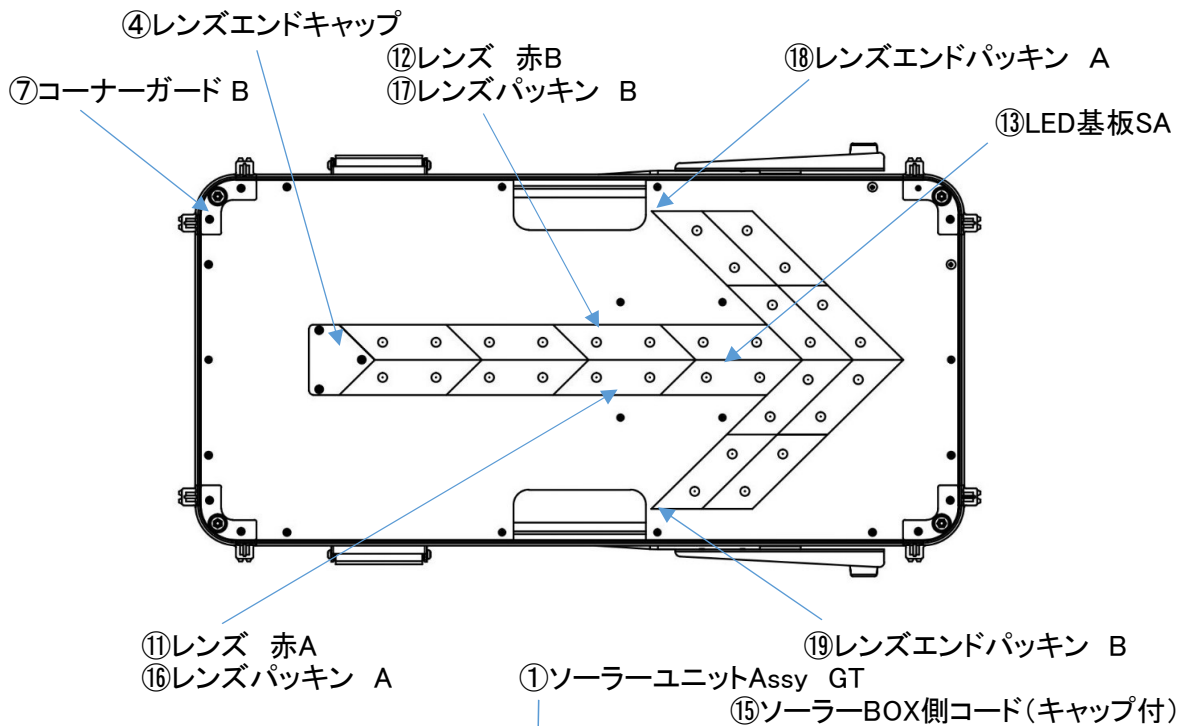 ④レンズエンドキャップ
⑫レンズ　赤B
⑱レンズエンドパッキン　A
⑦コーナーガード B
⑰レンズパッキン　B
⑬LED基板SA
⑪レンズ　赤A
⑲レンズエンドパッキン　B
⑯レンズパッキン　A
①ソーラーユニットAssy　GT
⑮ソーラーBOX側コード（キャップ付）